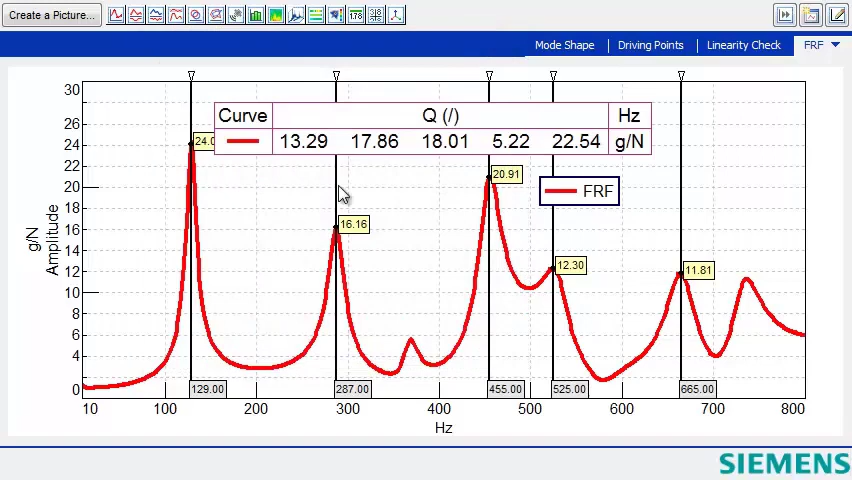 Create a Picture...
1.78
Mode Shape | Driving Points | Linearity Check FRF
Curve Q (/) Hz
13.29 17.86 18.01 5.22 22.54 g/N
FRF
20.91
16.16
12.30
11.81
30
26
24
22
20
18
16
14
12
10
8
6
4
0
g/N
Amplitude
129.00 287.00 455.00 525.00 665.00
10 100 200 300 400 500 600 700 800
Hz
SIEMENS